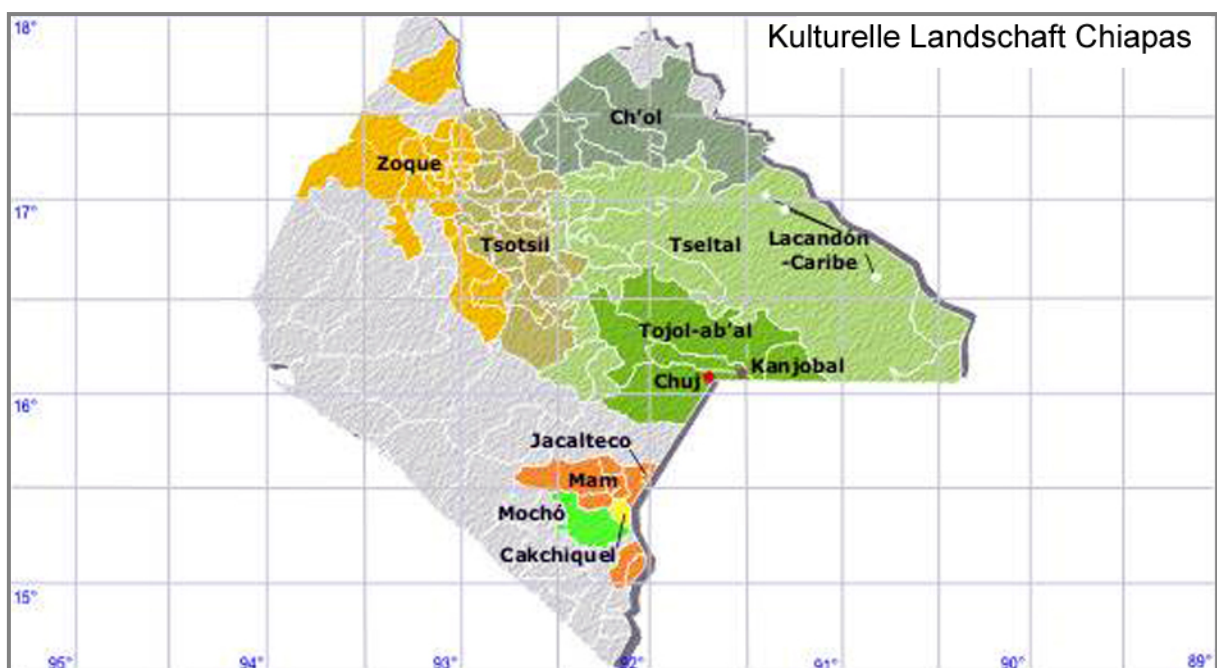 18°
Kulturelle Landschaft Chiapas
Ch'ol
Zoque
17°
Tsotsil
Tseltal
Lacandón
-Caribe
Tojol-ab'al
Kanjobal
Chuj
16°
Jacalteco
Mam
Mochó
Cakchiquel
15°
95°
94°
93°
92°
91°
90°
89°